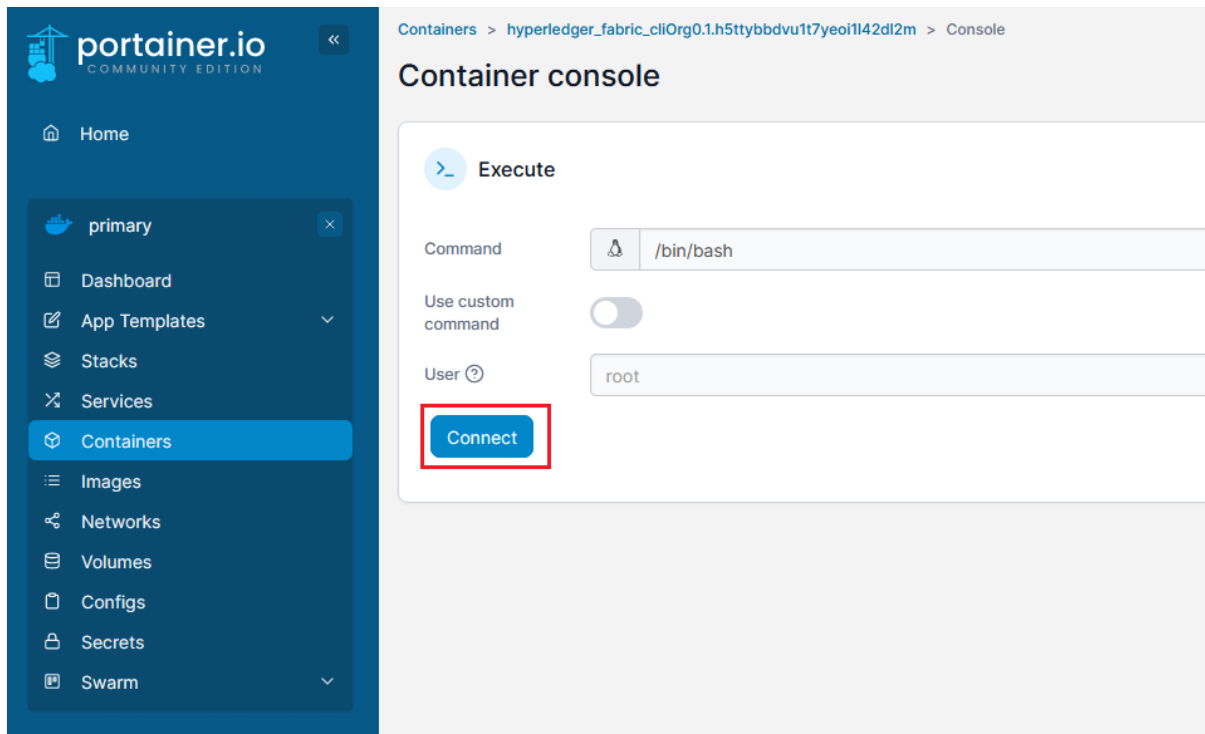 portainer.io
COMMUNITY EDITION
Home
primary
Dashboard
App Templates
Stacks
Services
Containers
Images
Networks
Volumes
Configs
Secrets
Swarm
Containers > hyperledger_fabric_cliOrg0.1.h5ttybbdvu1t7yeoi1l42dl2m > Console
Container console
Execute
Command
/bin/bash
Use custom
command
User
root
Connect